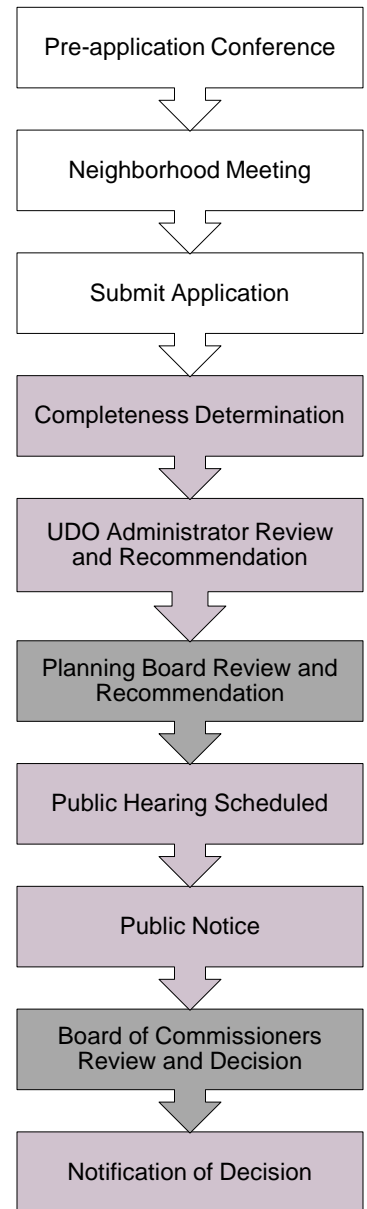 Pre-application Conference
Neighborhood Meeting
Submit Application
Completeness Determination
UDO Administrator Review
and Recommendation
Planning Board Review and
Recommendation
Public Hearing Scheduled
Public Notice
Board of Commissioners
Review and Decision
Notification of Decision